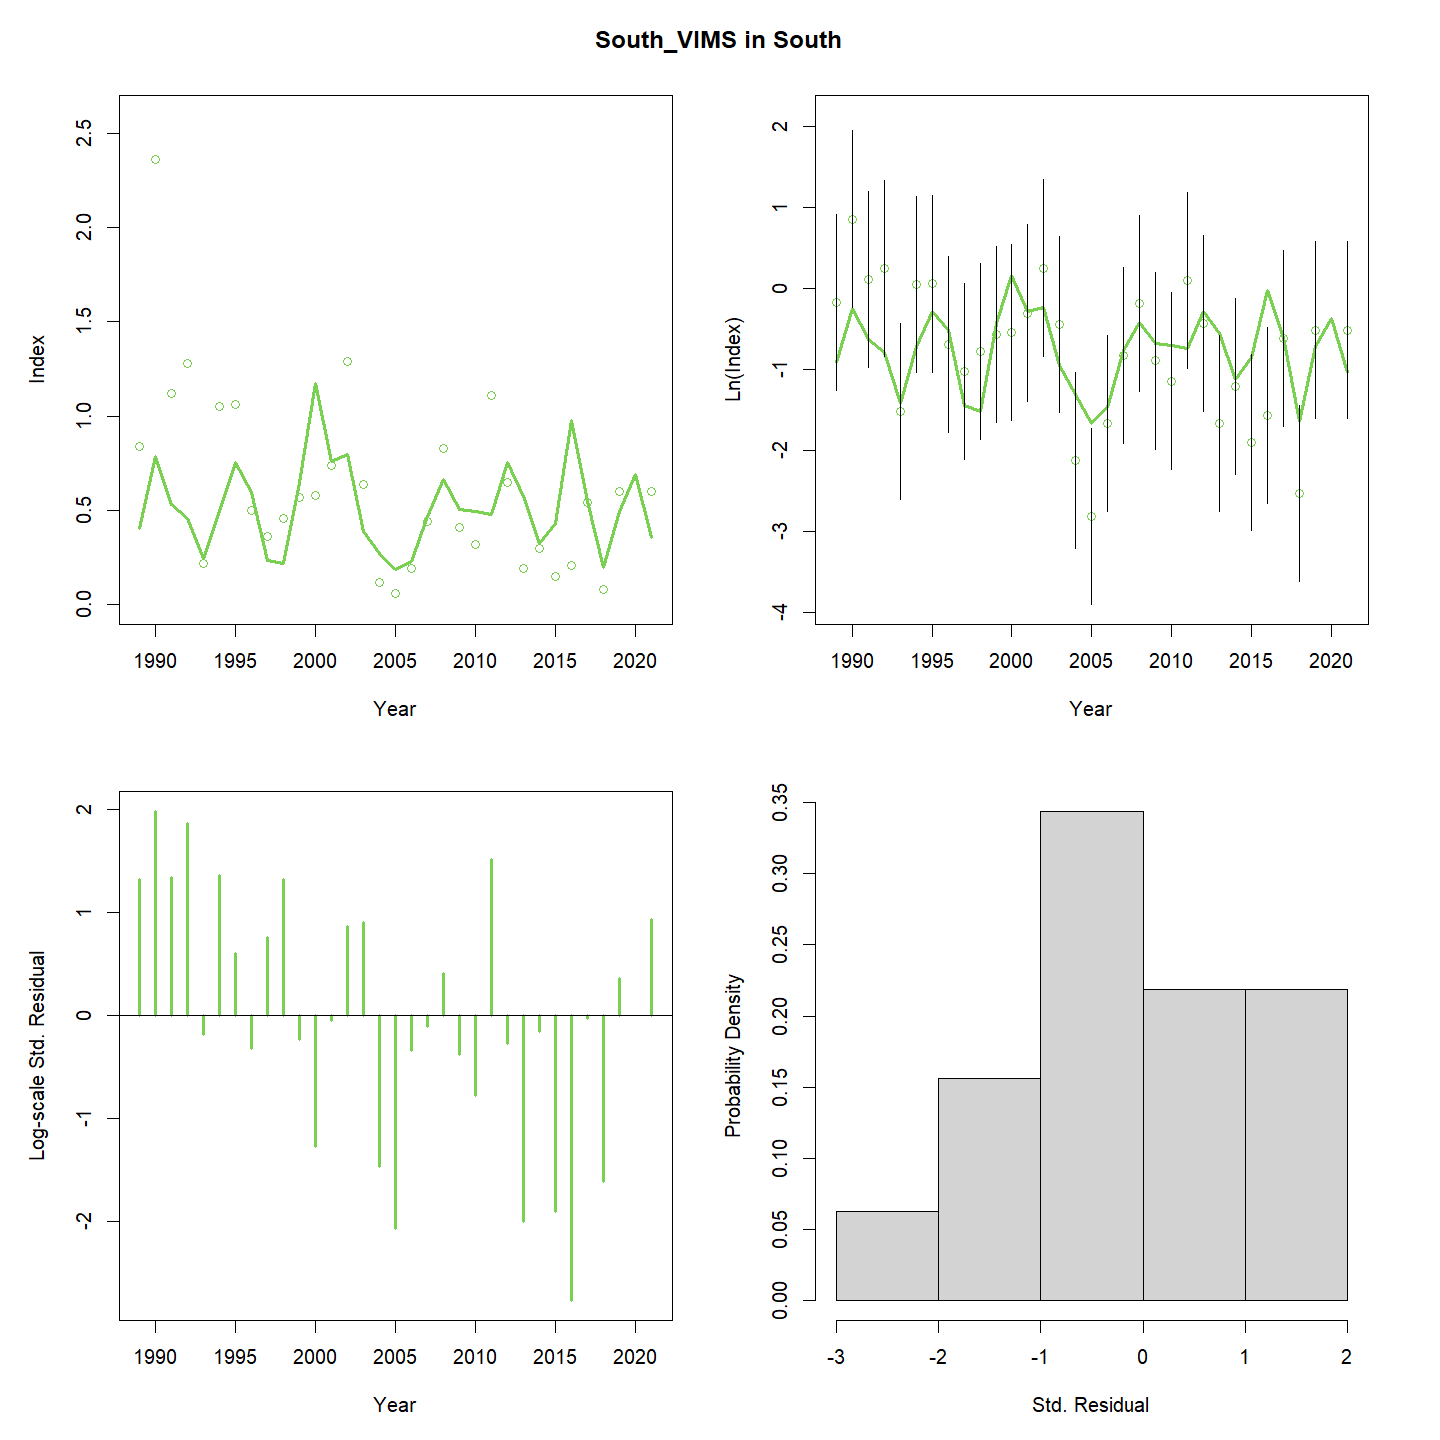 South_VIMS in South
Index
2.5
2.0
1.5
1.0
0.5
0.0
1990 1995 2000 2005 2010 2015 2020
Year
Ln(Index)
2
1
0
-1
-2
-3
-4
1990 1995 2000 2005 2010 2015 2020
Year
Log-scale Std. Residual
2
1
0
-1
-2
1990 1995 2000 2005 2010 2015 2020
Year
Probability Density
0.35
0.30
0.25
0.20
0.15
0.10
0.05
0.00
-3 -2 -1 0 1 2
Std. Residual